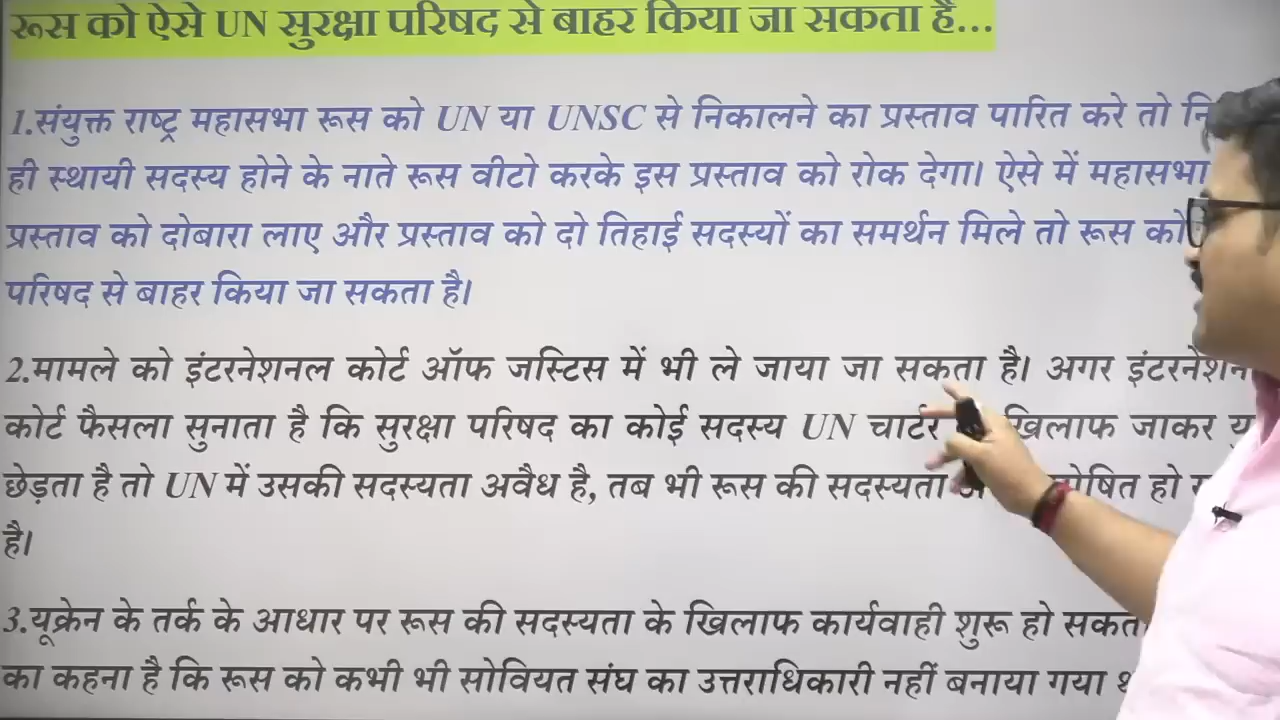 रूस को ऐसे UN सुरक्षा परिषद से बाहर किया जा सकता है...
1.संयुक्त राष्ट्र महासभा रूस को UN या UNSC से निकालने का प्रस्ताव पारित करे तो
ही स्थायी सदस्य होने के नाते रूस वीटो करके इस प्रस्ताव को रोक देगा। ऐसे में महासभा
प्रस्ताव को दोबारा लाए और प्रस्ताव को दो तिहाई सदस्यों का समर्थन मिले तो रूस को
परिषद से बाहर किया जा सकता है।
2.मामले को इंटरनेशनल कोर्ट ऑफ जस्टिस में भी ले जाया जा सकता है। अगर
कोर्ट फैसला सुनाता है कि सुरक्षा परिषद का कोई सदस्य UN चार्टर खिलाफ जाकर
छेड़ता है तो UN में उसकी सदस्यता अवैध है, तब भी रूस की सदस्यता हो
है।
3.यूक्रेन के तर्क के आधार पर रूस की सदस्यता के खिलाफ कार्यवाही शुरू हो
का कहना है कि रूस को कभी भी सोवियत संघ का उत्तराधिकारी नहीं बनाया गया